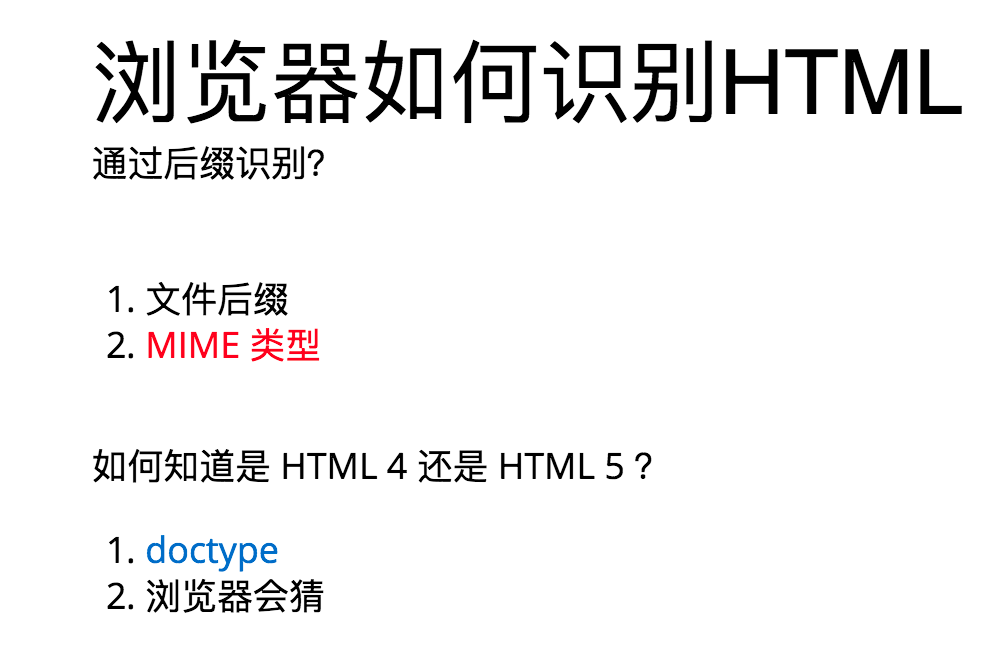 浏览器如何识别HTML
通过后缀识别?
1. 文件后缀
2. MIME 类型
如何知道是 HTML 4 还是 HTML 5？
1. doctype
2. 浏览器会猜